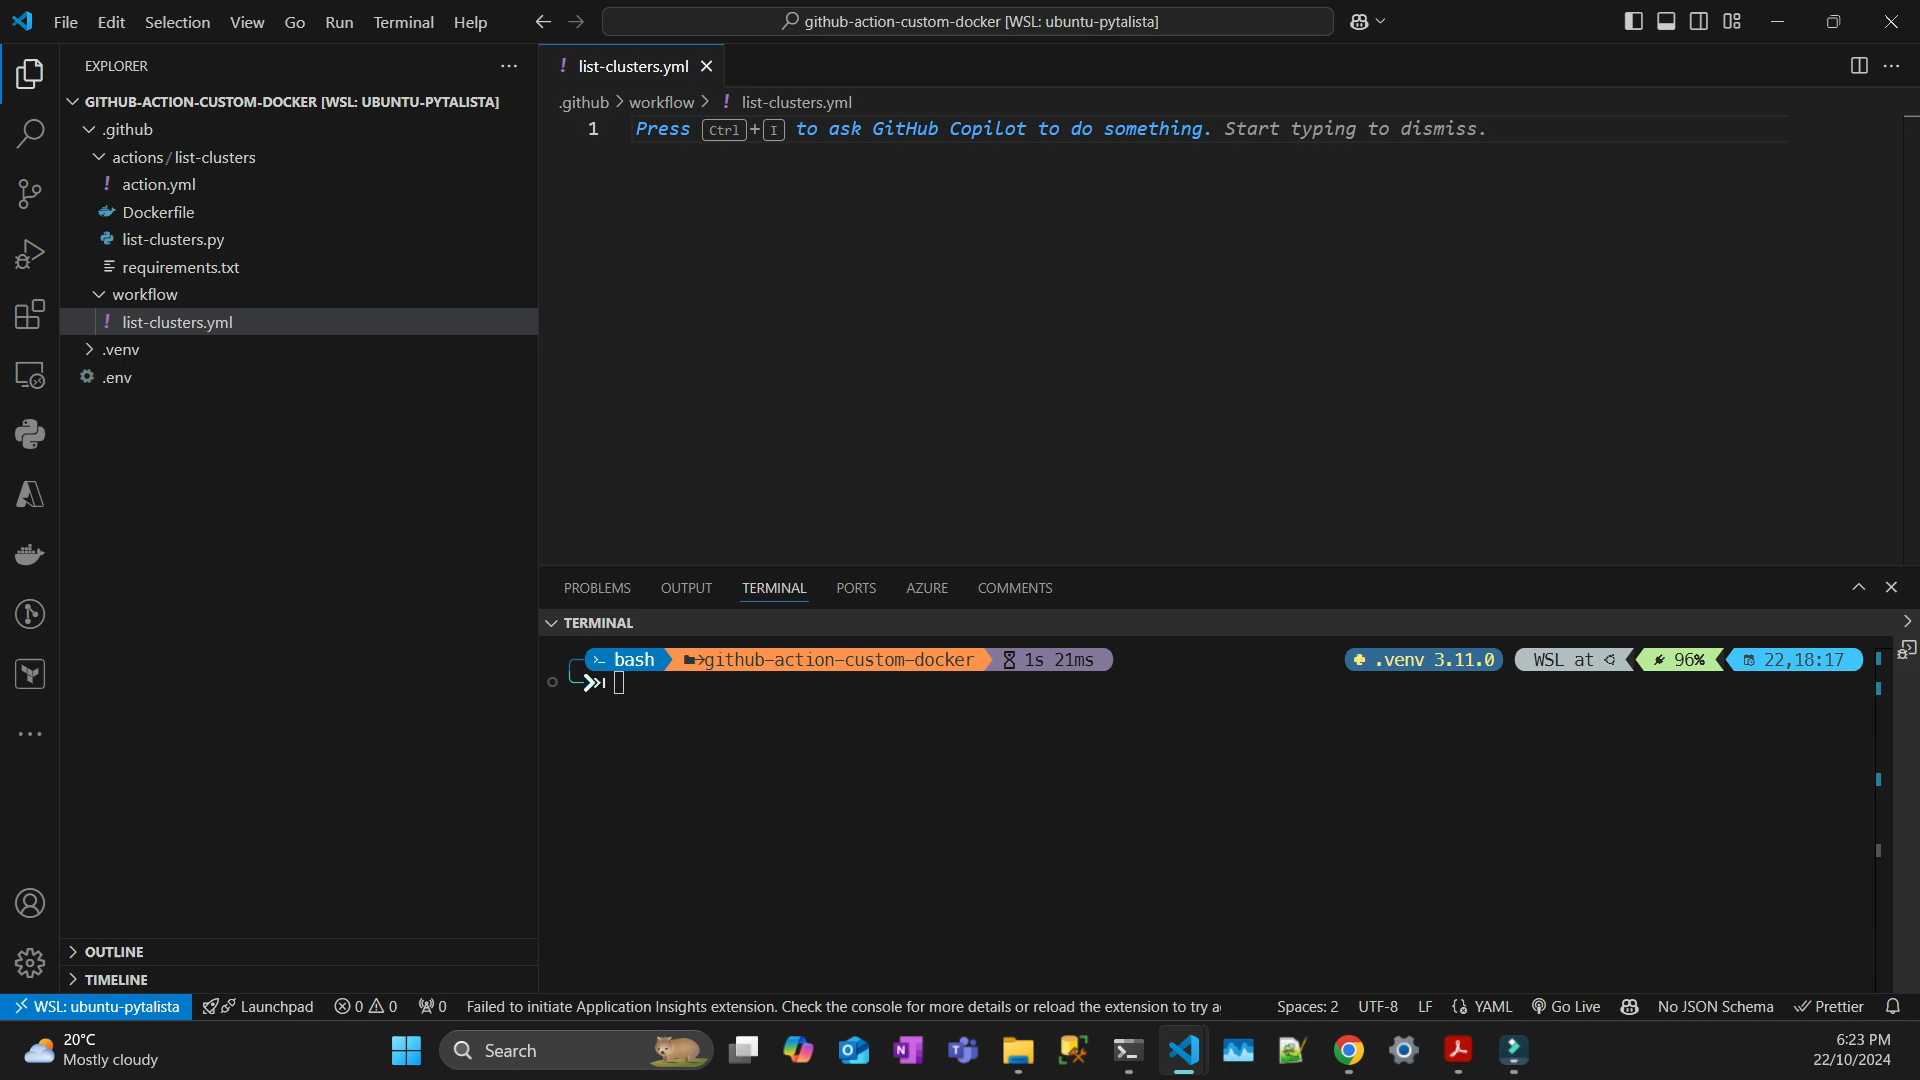 File Edit Selection View Go Run Terminal Help
github-action-custom-docker [WSL: ubuntu-pytalista]
EXPLORER
GITHUB-ACTION-CUSTOM-DOCKER [WSL: UBUNTU-PYTALISTA]
.github
actions / list-clusters
action.yml
Dockerfile
list-clusters.py
requirements.txt
workflow
list-clusters.yml
.venv
.env
OUTLINE
TIMELINE
list-clusters.yml
.github > workflow > ! list-clusters.yml
1 Press Ctrl+I to ask GitHub Copilot to do something. Start typing to dismiss.
PROBLEMS OUTPUT TERMINAL PORTS AZURE COMMENTS
TERMINAL
bash github-action-custom-docker 1s 21ms .venv 3.11.0 WSL at 96% 22,18:17
WSL: ubuntu-pytalista Launchpad 0 0 0 Failed to initiate Application Insights extension. Check the console for more details or reload the extension to try a Spaces: 2 UTF-8 LF {} YAML Go Live No JSON Schema Prettier
20°C
Mostly cloudy
Search
6:23 PM
22/10/2024